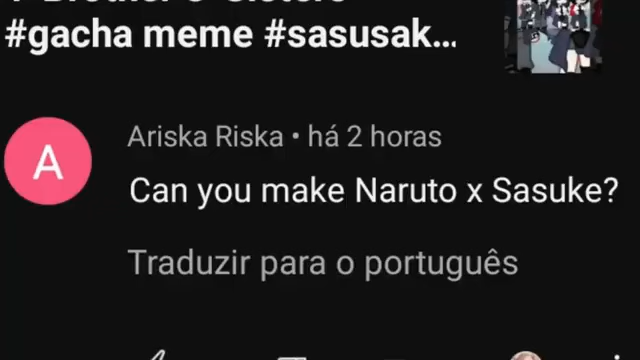 #gacha meme #sasusak...
A
Ariska Riska • há 2 horas
Can you make Naruto x Sasuke?
Traduzir para o português